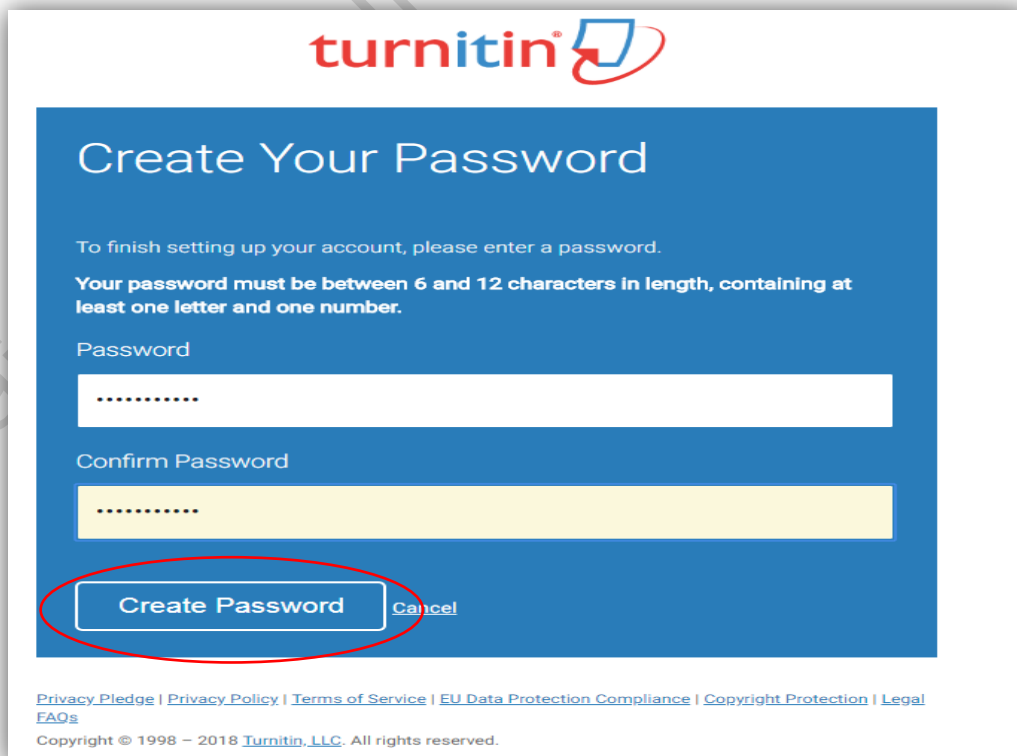 turnitin®
Create Your Password
To finish setting up your account, please enter a password.
Your password must be between 6 and 12 characters in length, containing at
least one letter and one number.
Password
•••••••••••
Confirm Password
•••••••••••
Create Password Cancel
Privacy Pledge | Privacy Policy | Terms of Service | EU Data Protection Compliance | Copyright Protection | Legal
FAQs
Copyright © 1998 – 2018 Turnitin, LLC. All rights reserved.